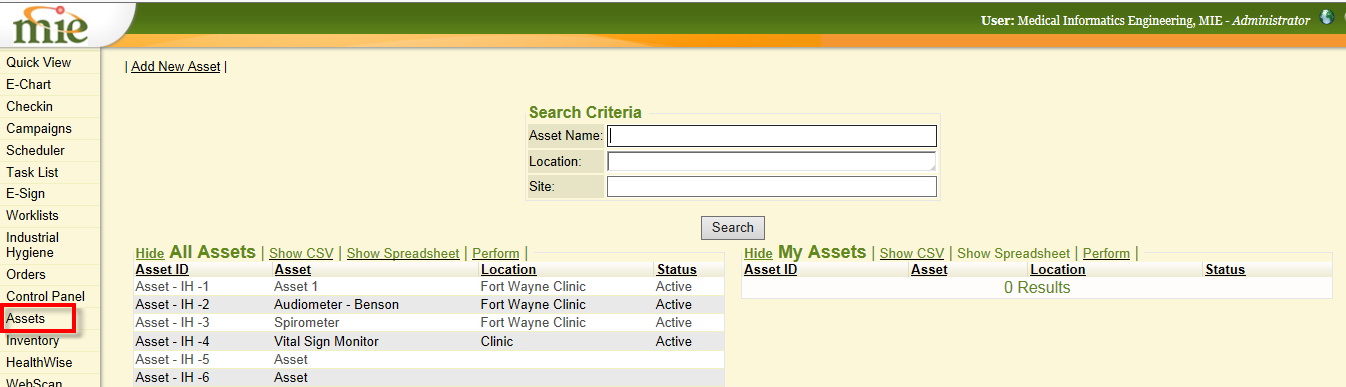 mie
User: Medical Informatics Engineering, MIE - Administrator
Quick View
E-Chart
Checkin
Campaigns
Scheduler
Task List
E-Sign
Worklists
Industrial
Hygiene
Orders
Control Panel
Assets
Inventory
HealthWise
WebScan
| Add New Asset |
Search Criteria
Asset Name:
Location:
Site:
Search
Hide All Assets | Show CSV | Show Spreadsheet | Perform |
Asset ID Asset Location Status
Asset - IH -1 Asset 1 Fort Wayne Clinic Active
Asset - IH -2 Audiometer - Benson Fort Wayne Clinic Active
Asset - IH -3 Spirometer Fort Wayne Clinic Active
Asset - IH -4 Vital Sign Monitor Clinic Active
Asset - IH -5 Asset
Asset - IH -6 Asset
Hide My Assets | Show CSV | Show Spreadsheet | Perform |
Asset ID Asset Location Status
0 Results